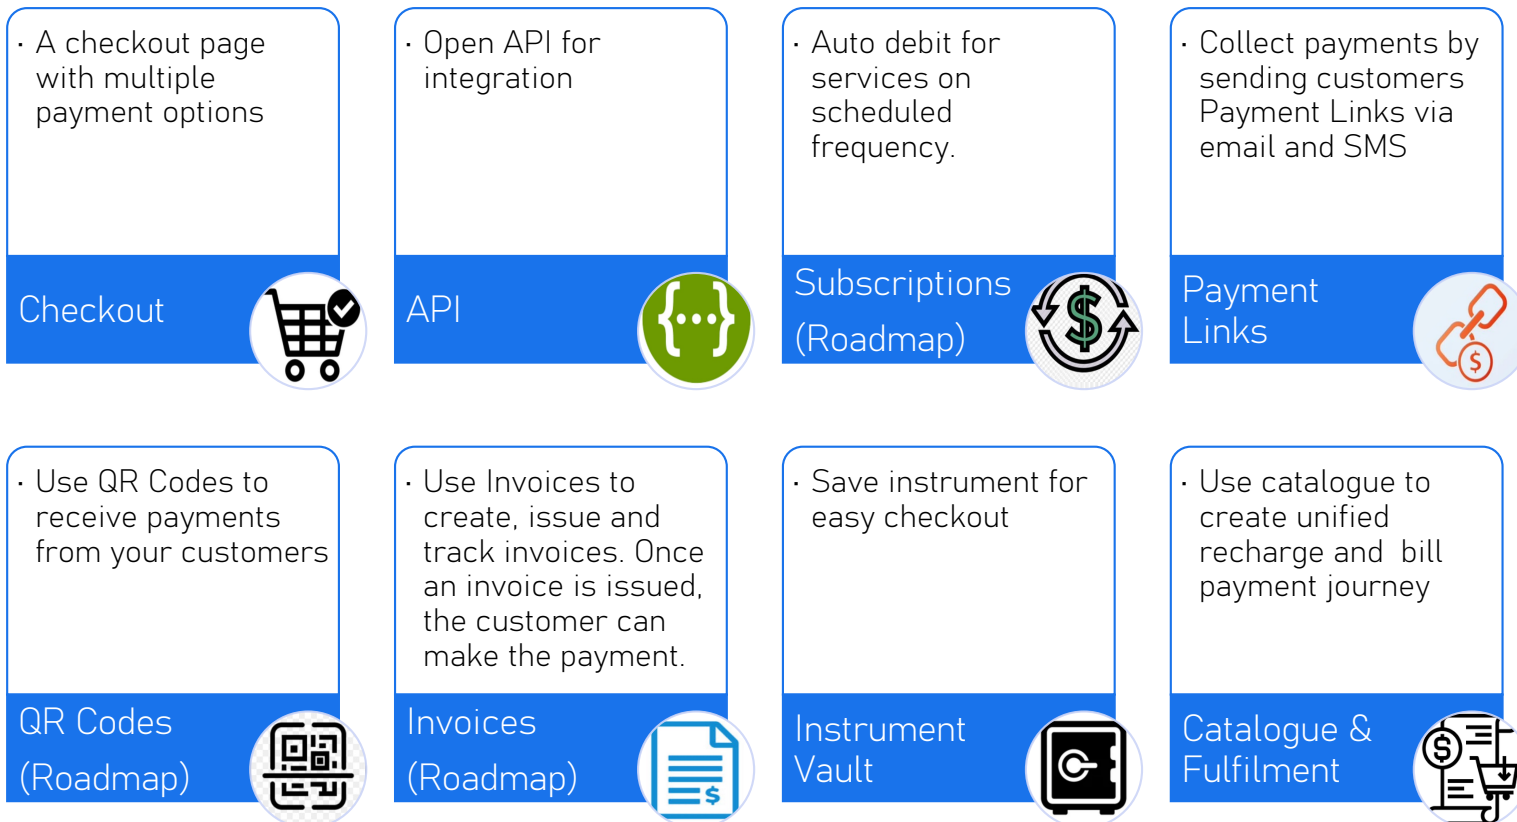 · A checkout page
with multiple
payment options
Checkout
· Open API for
integration
API
{...}
· Auto debit for
services on
scheduled
frequency.
Subscriptions
(Roadmap)
$
· Collect payments by
sending customers
Payment Links via
email and SMS
Payment
Links
$
· Use QR Codes to
receive payments
from your customers
QR Codes
(Roadmap)
· Use Invoices to
create, issue and
track invoices. Once
an invoice is issued,
the customer can
make the payment.
Invoices
(Roadmap)
$
· Save instrument for
easy checkout
Instrument
Vault
· Use catalogue to
create unified
recharge and  bill
payment journey
Catalogue &
Fulfilment
$